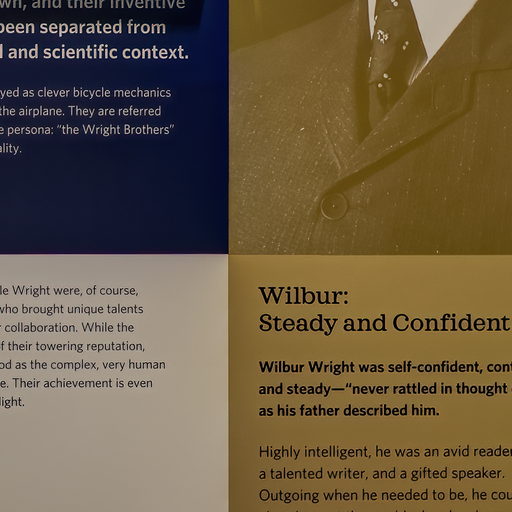 wn, and their inventive
been separated from
l and scientific context.
yed as clever bicycle mechanics
the airplane. They are referred
e persona: “the Wright Brothers”
ality.
le Wright were, of course,
who brought unique talents
r collaboration. While the
f their towering reputation,
od as the complex, very human
e. Their achievement is even
light.
Wilbur:
Steady and Confident
Wilbur Wright was self-confident, cont
and steady—“never rattled in thought
as his father described him.
Highly intelligent, he was an avid reader
a talented writer, and a gifted speaker.
Outgoing when he needed to be, he cou